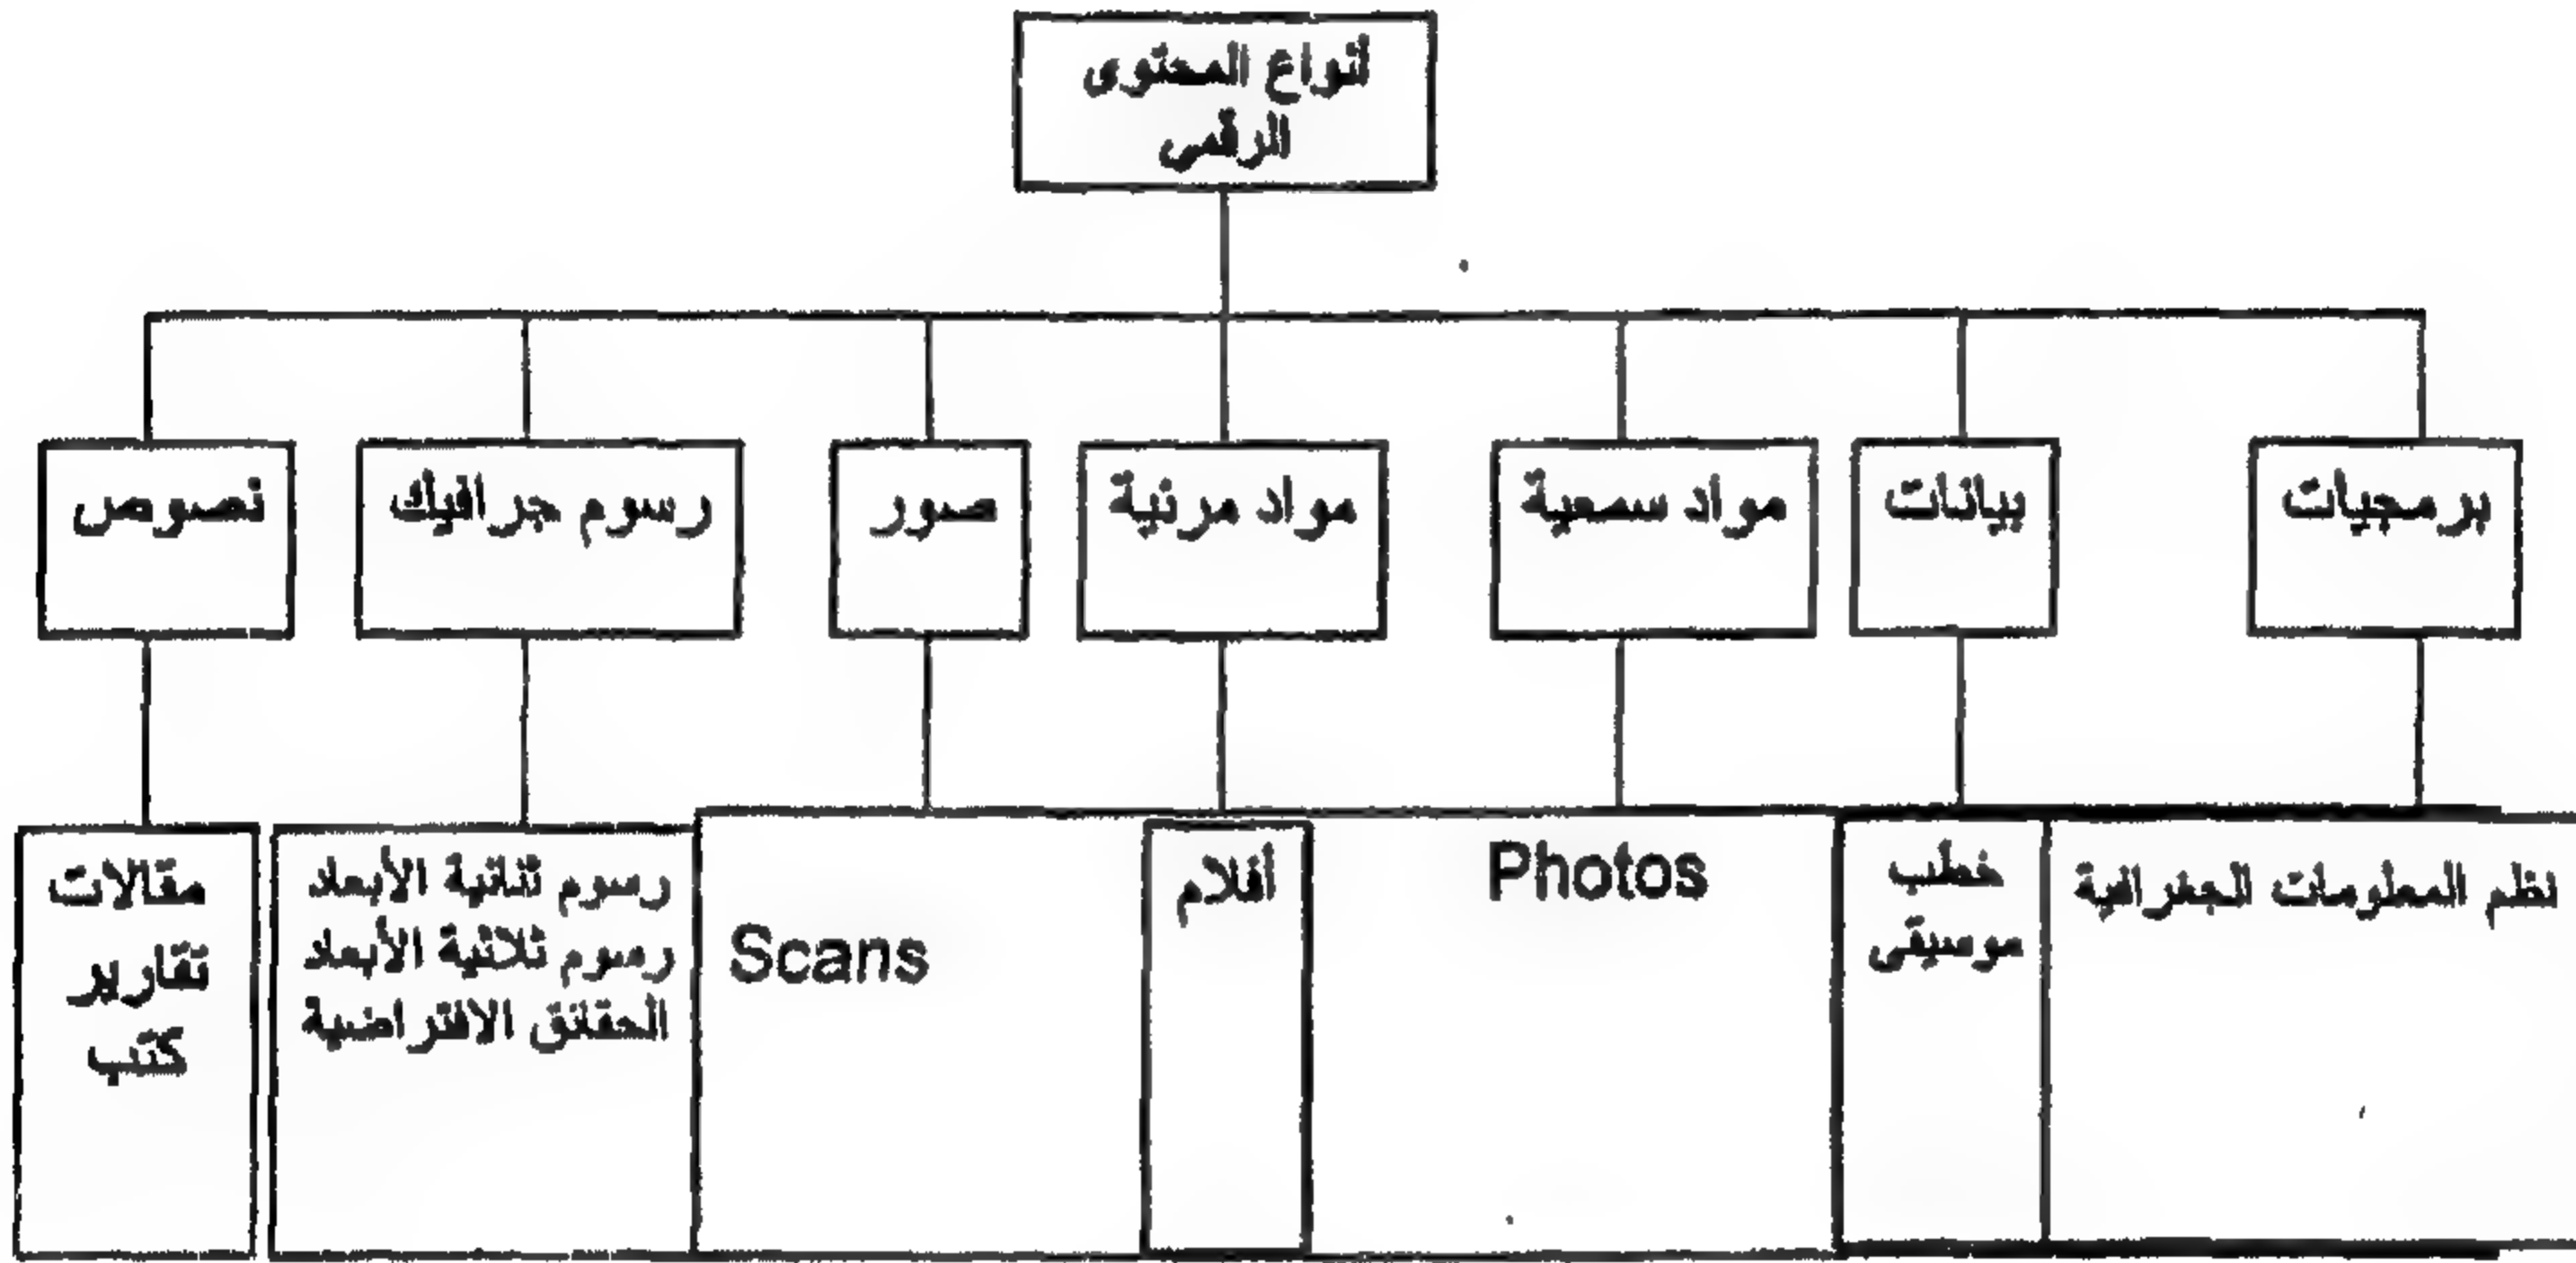 أنواع المحتوى
الرقمي
برمجيات
بيانات
مواد سمعية
مواد مرئية
صور
رسوم جرافيك
نصوص
نظم المعلومات الجغرافية
خطب
موسيقى
Photos
أفلام
Scans
رسوم ثنائية الأبعاد
رسوم ثلاثية الأبعاد
الحقائق الافتراضية
مقالات
تقارير
كتب